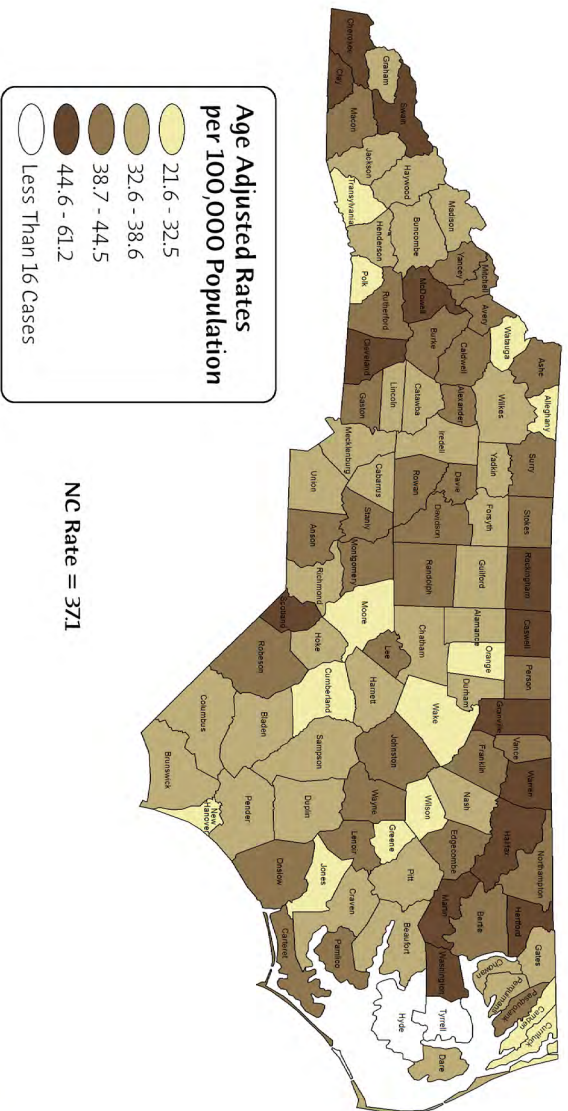 Cherokee
Graham
Clay
Swain
Macon
Jackson
Haywood
Transylvania
Madison
Buncombe
Henderson
Yancey
Mitchell
Polk
McDowell
Avery
Rutherford
Watauga
Burke
Caldwell
Cleveland
Ashe
Alleghany
Wilkes
Alexander
Catawba
Lincoln
Gaston
Surry
Yadkin
Iredell
Mecklenburg
Stokes
Forsyth
Davie
Rowan
Cabarrus
Union
Davidson
Stanly
Anson
Rockingham
Guilford
Randolph
Montgomery
Richmond
Caswell
Alamance
Orange
Chatham
Moore
Lee
Scotland
Hoke
Robeson
Person
Durham
Granville
Wake
Harnett
Cumberland
Bladen
Columbus
Brunswick
Vance
Warren
Franklin
Johnston
Sampson
Nash
Wilson
Wayne
Duplin
Pender
New
Hanover
Northampton
Halifax
Edgecombe
Greene
Lenoir
Jones
Onslow
Hertford
Bertie
Martin
Pitt
Craven
Carteret
Gates
Chowan
Perquimans
Pasquotank
Camden
Currituck
Washington
Beaufort
Pamlico
Tyrrell
Hyde
Dare
NC Rate = 37.1
Age Adjusted Rates
per 100,000 Population
21.6 - 32.5
32.6 - 38.6
38.7 - 44.5
44.6 - 61.2
Less Than 16 Cases